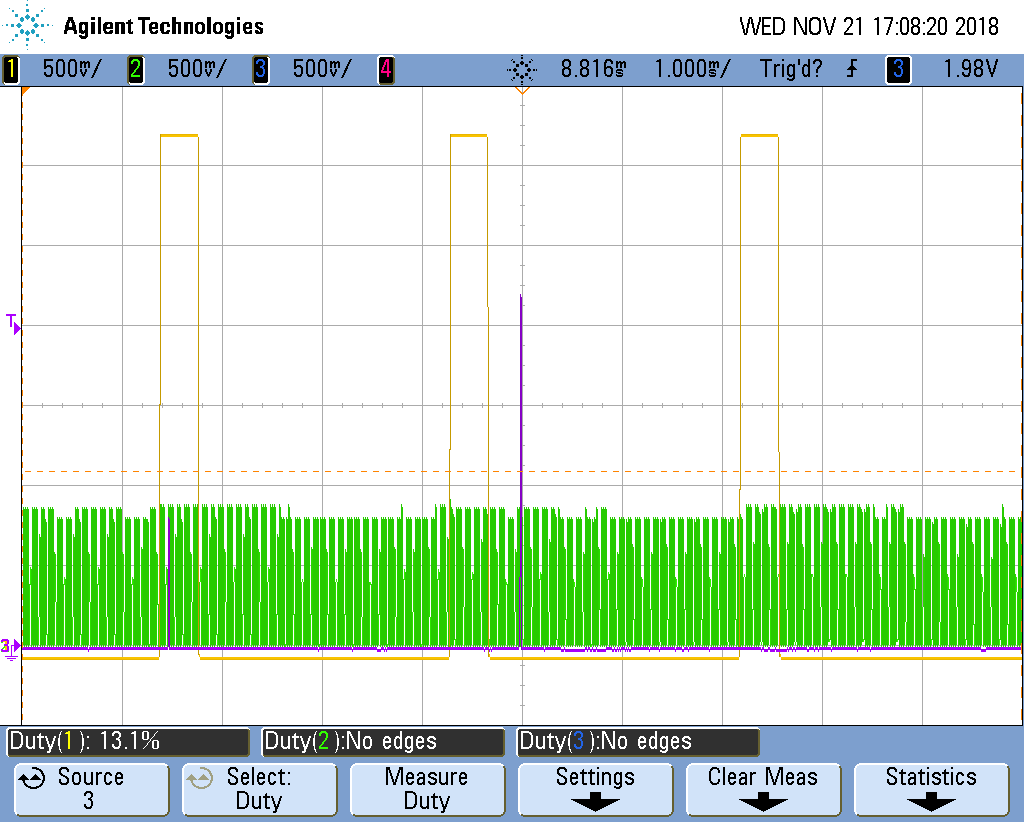 Agilent Technologies WED NOV 21 17:08:20 2018
1 500mV/ 2 500mV/ 3 500mV/ 4 8.816ms 1.000ms/ Trig'd? 3 1.98V
T
3
Duty(1): 13.1% Duty(2):No edges Duty(3):No edges
Source Select: Measure Settings Clear Meas Statistics
3 Duty Duty